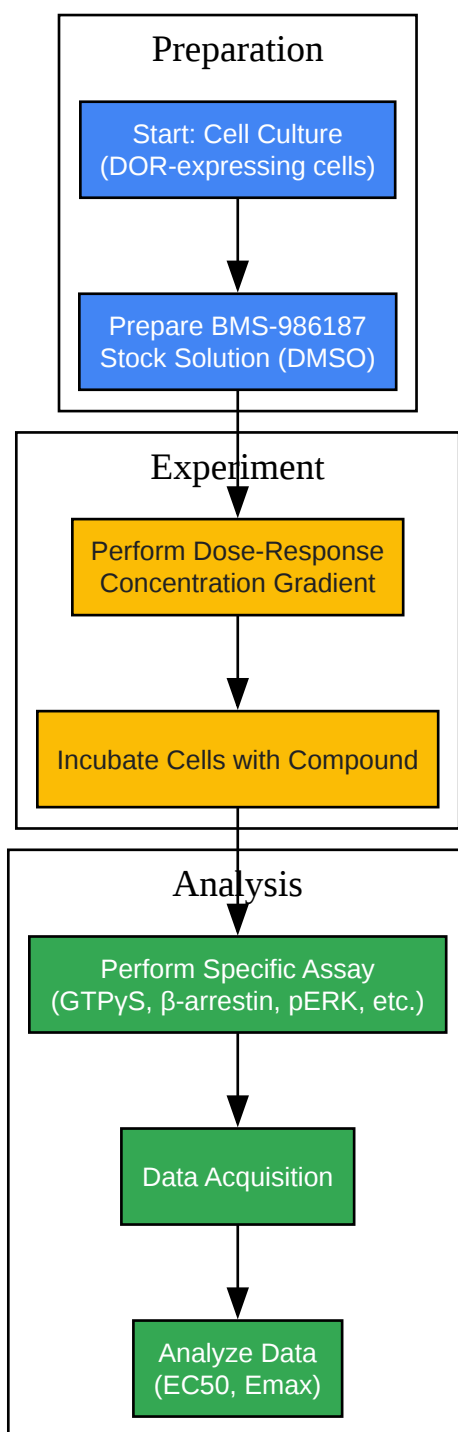 Preparation
Start: Cell Culture
(DOR-expressing cells)
Prepare BMS-986187
Stock Solution (DMSO)
Experiment
Perform Dose-Response
Concentration Gradient
Incubate Cells with Compound
Analysis
Perform Specific Assay
(GTPγS, β-arrestin, pERK, etc.)
Data Acquisition
Analyze Data
(EC50, Emax)